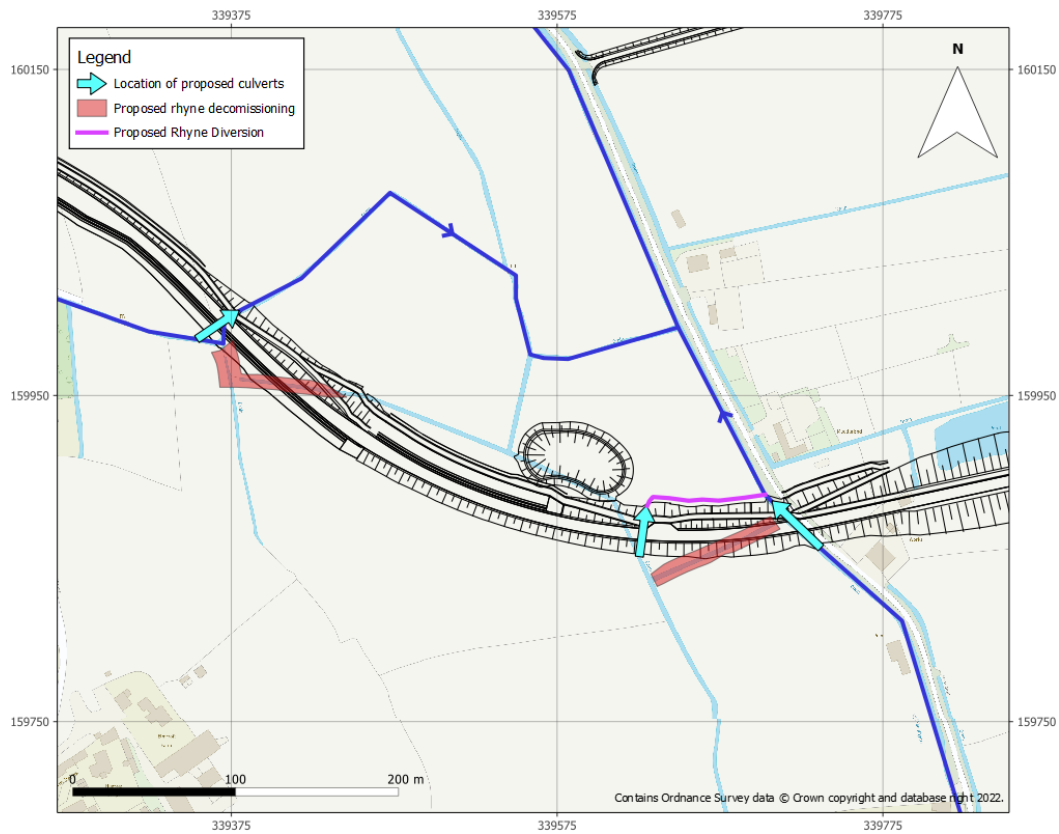 339375 339575 339775
160150 160150
Legend
Location of proposed culverts
Proposed rhyne decomissioning
Proposed Rhyne Diversion
N
159950 159950
159750 159750
0 100 200 m
Contains Ordnance Survey data © Crown copyright and database right 2022.
339375 339575 339775